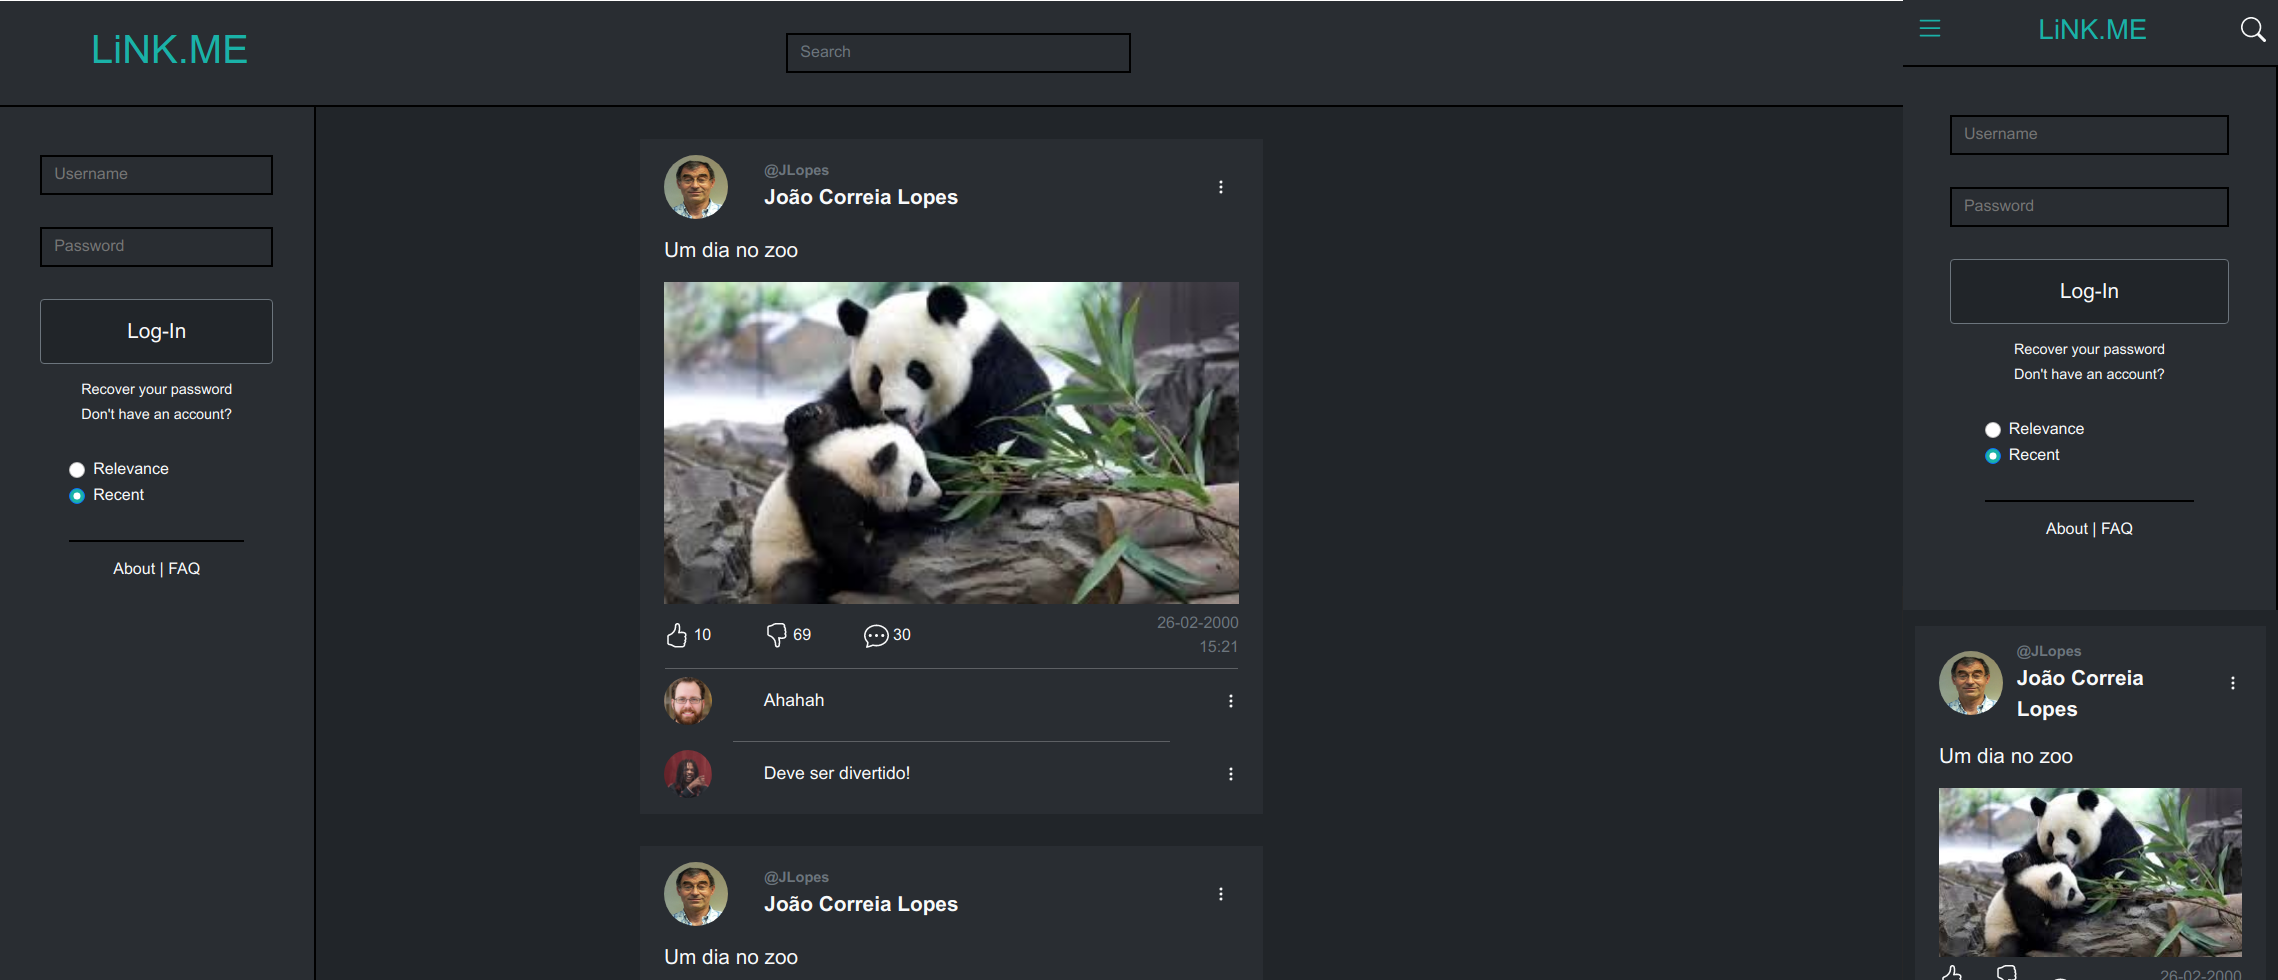 LiNK.ME
Search
Username
Password
Log-In
Recover your password
Don't have an account?
Relevance
Recent
About | FAQ
@JLopes
João Correia Lopes
Um dia no zoo
10
69
30
26-02-2000
15:21
Ahahah
Deve ser divertido!
@JLopes
João Correia Lopes
Um dia no zoo
LiNK.ME
Username
Password
Log-In
Recover your password
Don't have an account?
Relevance
Recent
About | FAQ
@JLopes
João Correia
Lopes
Um dia no zoo
26-02-2000